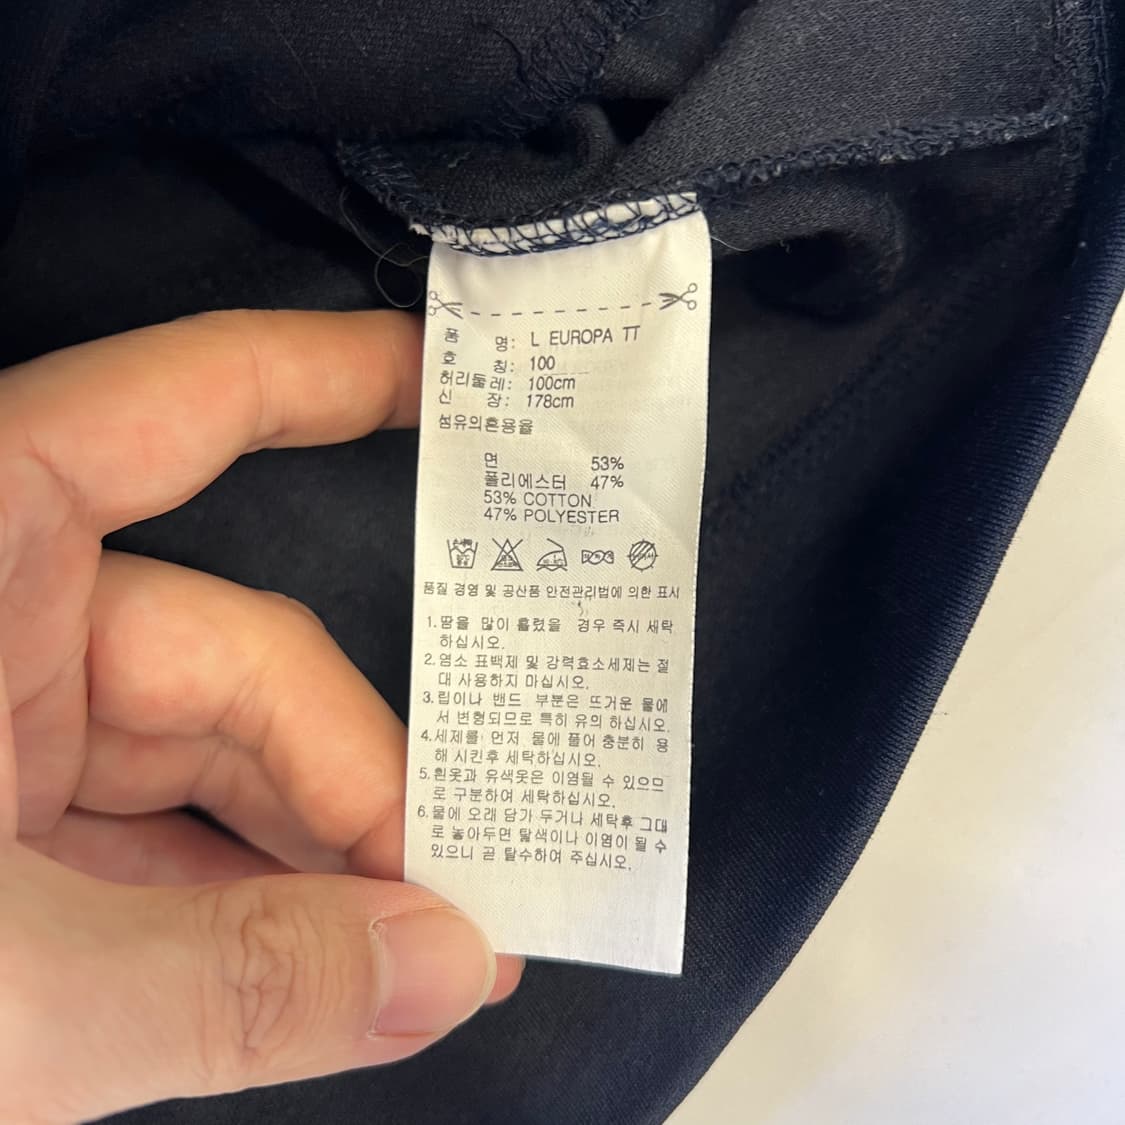 품 명: L EUROPA TT
호 칭: 100
허리둘레: 100cm
신 장: 178cm
섬유의혼용율
면 53%
폴리에스터 47%
53% COTTON
47% POLYESTER
품질 경영 및 공산품 안전관리법에 의한 표시
1. 땀을 많이 흘렸을 경우 즉시 세탁
하십시오.
2. 염소 표백제 및 강력효소세제는 절
대 사용하지 마십시오.
3. 립이나 밴드 부분은 뜨거운 물에
서 변형되므로 특히 유의 하십시오.
4. 세제를 먼저 물에 풀어 충분히 용
해 시킨후 세탁하십시오.
5. 흰옷과 유색옷은 이염될 수 있으므
로 구분하여 세탁하십시오.
6. 물에 오래 담가 두거나 세탁후 그대
로 놓아두면 탈색이나 이염이 될 수
있으니 곧 탈수하여 주십시오.